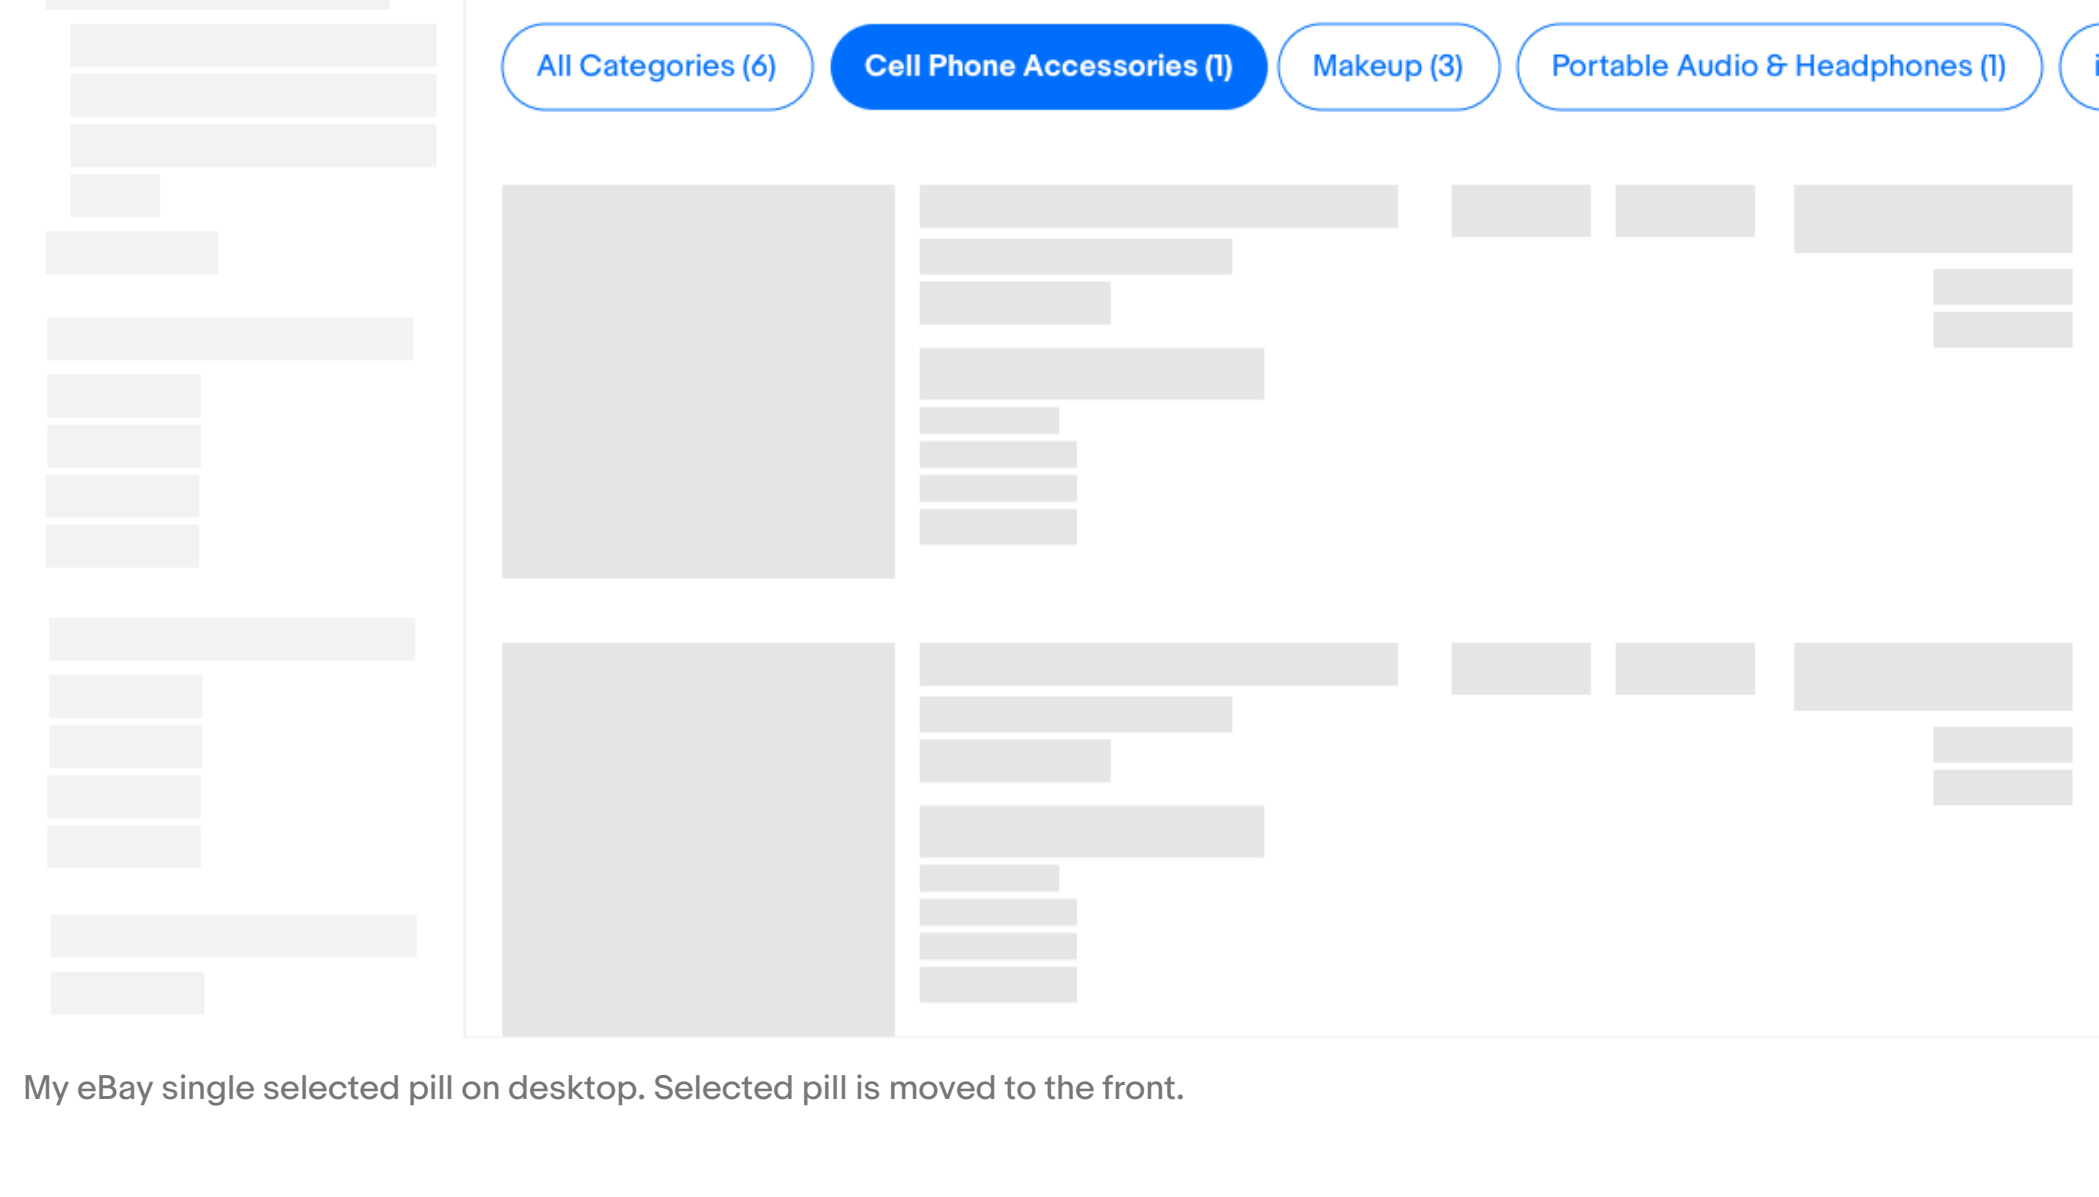 All Categories (6)
Cell Phone Accessories (1)
Makeup (3)
Portable Audio & Headphones (1)
My eBay single selected pill on desktop. Selected pill is moved to the front.